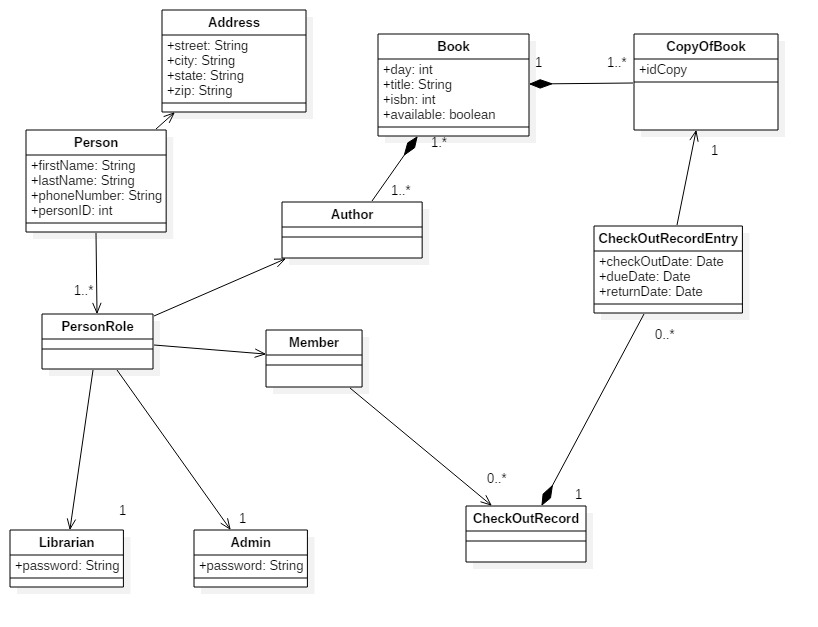 Address
+street: String
+city: String
+state: String
+zip: String
Book
+day: int
+title: String
+isbn: int
+available: boolean
1
1..*
CopyOfBook
+idCopy
Person
+firstName: String
+lastName: String
+phoneNumber: String
+personID: int
1.*
1..*
Author
1
CheckOutRecordEntry
+checkOutDate: Date
+dueDate: Date
+returnDate: Date
1..*
PersonRole
Member
0..*
0..*
1
CheckOutRecord
1
Librarian
+password: String
1
Admin
+password: String